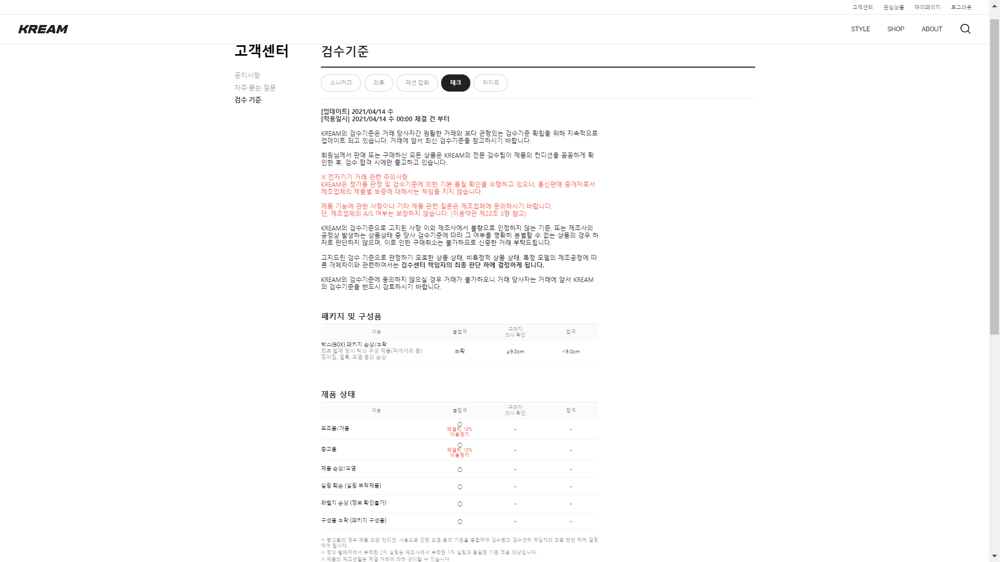 고객센터 관심상품 마이페이지 로그아웃
KREAM
STYLE SHOP ABOUT
고객센터
공지사항
자주 묻는 질문
검수 기준
검수기준
스니커즈 의류 패션 잡화 테크 라이프
[업데이트] 2021/04/14 수
[적용일시] 2021/04/14 수 00:00 체결 건 부터
KREAM의 검수기준은 거래 당사자간 원활한 거래와 보다 균형있는 검수기준 확립을 위해 지속적으로
업데이트 되고 있습니다. 거래에 앞서 최신 검수기준을 참고하시기 바랍니다.
회원님께서 판매 또는 구매하신 모든 상품은 KREAM의 전문 검수팀이 제품의 컨디션을 꼼꼼하게 확
인한 후, 검수 합격 시에만 출고하고 있습니다.
※ 전자기기 거래 관련 주의사항
KREAM은 정가품 판정 및 검수기준에 의한 기본 품질 확인을 수행하고 있으나, 통신판매 중개자로서
제조업체의 제품별 보증에 대해서는 책임을 지지 않습니다.
제품 기능에 관한 사항이나 기타 제품 관련 질문은 제조업체에 문의하시기 바랍니다.
단, 제조업체의 A/S 여부는 보장하지 않습니다. (이용약관 제22조 3항 참고)
KREAM의 검수기준으로 고지된 사항 이외 제조사에서 불량으로 인정하지 않는 기준, 또는 제조사의
공정상 발생하는 상품상태 중 당사 검수기준에 따라 그 여부를 명확히 분별할 수 없는 상품의 경우 하
자로 판단하지 않으며, 이로 인한 구매취소는 불가하므로 신중한 거래 부탁드립니다.
고지드린 검수 기준으로 판정하기 모호한 상품 상태, 비특정적 상품 상태, 특정 모델의 제조공정에 따
른 개체차이와 관련하여서는 검수센터 책임자의 최종 판단 하에 결정하게 됩니다.
KREAM의 검수기준에 동의하지 않으실 경우 거래가 불가하오니 거래 당사자는 거래에 앞서 KREAM
의 검수기준을 반드시 검토하시기 바랍니다.
패키지 및 구성품
구분 불합격 구매자 의사 확인 합격
박스(BOX) 패키지 손상/누락
최초 발매 당시 박스 구성 제품(악세서리 등)
찢어짐, 얼룩, 오염 등의 손상
누락 ≥9.0cm <9.0cm
제품 상태
구분 불합격 구매자 의사 확인 합격
모조품/가품 ○ 페널티 15% 이용정지 - -
중고품 ○ 페널티 15% 이용정지 - -
제품 손상/오염 ○ - -
실링 훼손 (실링 부착제품) ○ - -
라벨지 손상 (정보 확인불가) ○ - -
구성품 누락 (패키지 구성품) ○ - -
※ 중고품의 경우 제품 외관 컨디션, 사용으로 인한 오염 등의 기준을 종합하여 검수원과 검수센터 책임자의 최종 판단 하에 결정
하게 됩니다.
※ 정식 발매처에서 부착한 2차 실링은 제조사에서 부착한 1차 실링과 동일한 기준 적용 대상입니다.
※ 제품의 제조년월은 체결 거래에 따라 상이할 수 있습니다.